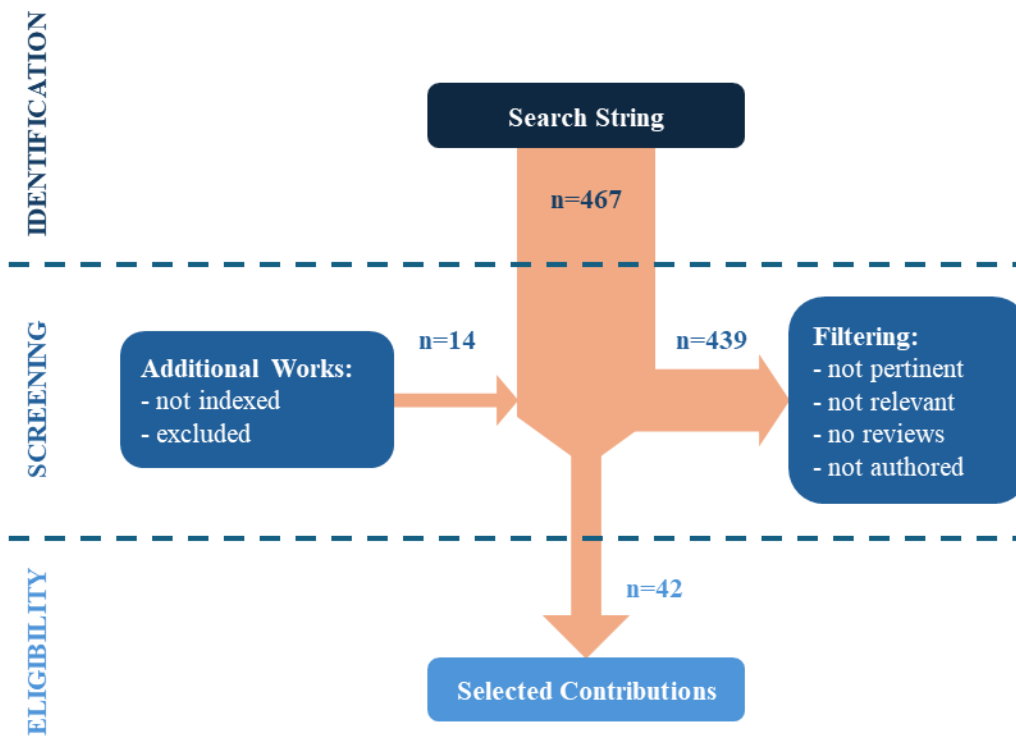 IDENTIFICATION
Search String
n=467
SCREENING
Additional Works:
- not indexed
- excluded
n=14
n=439
Filtering:
- not pertinent
- not relevant
- no reviews
- not authored
ELIGIBILITY
n=42
Selected Contributions